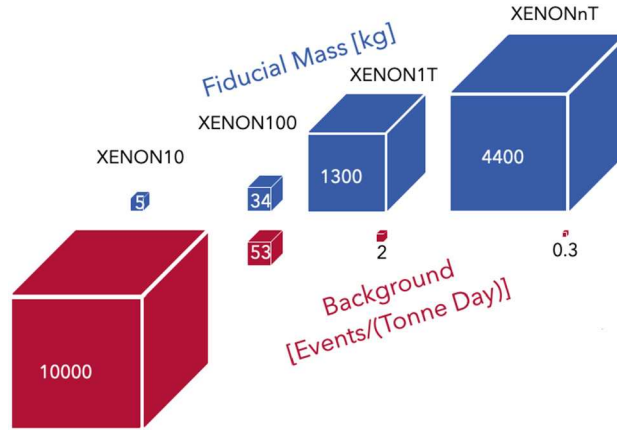 XENONnT
Fiducial Mass [kg]
XENON1T
XENON100
XENON10
5
34
1300
4400
53
2
0.3
10000
Background
[Events/(Tonne Day)]